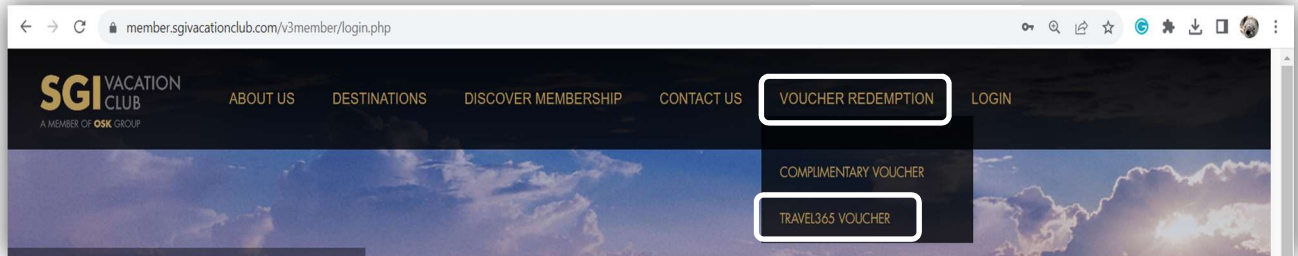 member.sgivacationclub.com/v3member/login.php
SGI VACATION CLUB
A MEMBER OF OSK GROUP
ABOUT US DESTINATIONS DISCOVER MEMBERSHIP CONTACT US VOUCHER REDEMPTION LOGIN
COMPLIMENTARY VOUCHER
TRAVEL365 VOUCHER